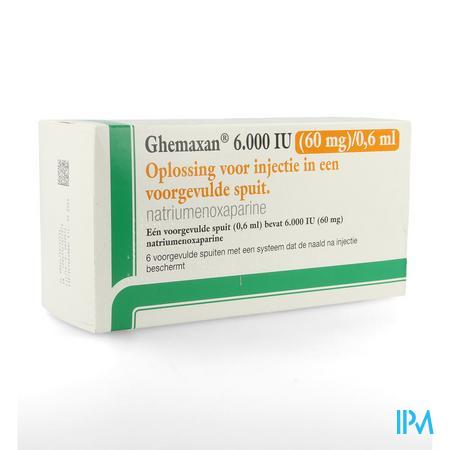 Ghemaxan® 6.000 IU (60 mg)/0,6 ml
Oplossing voor injectie in een
voorgevulde spuit.
natriumenoxaparine
Eén voorgevulde spuit (0,6 ml) bevat 6.000 IU (60 mg)
natriumenoxaparine
6 voorgevulde spuiten met een systeem dat de naald na injectie
beschermt
IPM